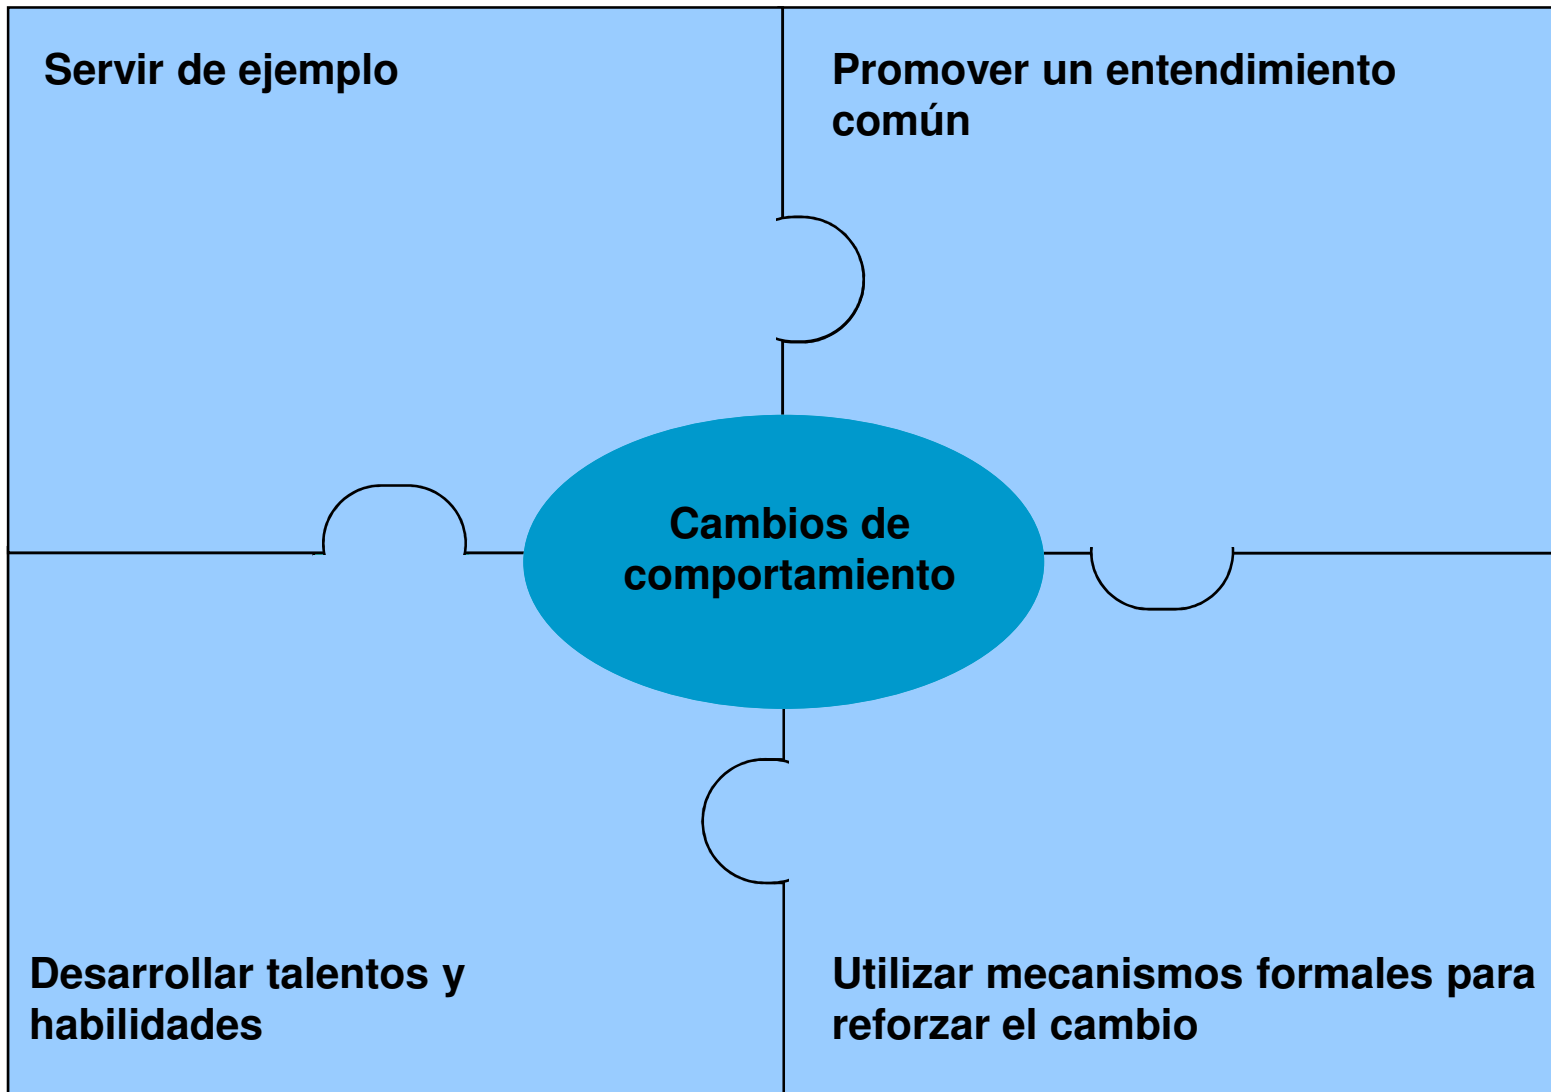 Servir de ejemplo
Promover un entendimiento
común
Cambios de
comportamiento
Desarrollar talentos y
habilidades
Utilizar mecanismos formales para
reforzar el cambio